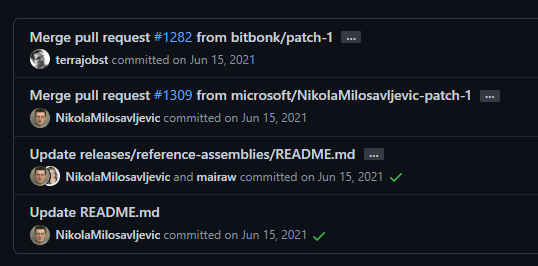 Merge pull request #1282 from bitbonk/patch-1 ...
terrajobst committed on Jun 15, 2021
Merge pull request #1309 from microsoft/NikolaMilosavljevic-patch-1 ...
NikolaMilosavljevic committed on Jun 15, 2021
Update releases/reference-assemblies/README.md ...
NikolaMilosavljevic and mairaw committed on Jun 15, 2021
Update README.md
NikolaMilosavljevic committed on Jun 15, 2021